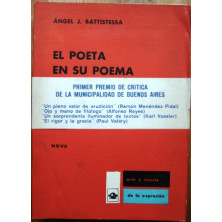 ÁNGEL J. BATTISTESSA
EL POETA
EN SU POEMA
PRIMER PREMIO DE CRITICA
DE LA MUNICIPALIDAD DE BUENOS AIRES
"Un pleno valor de erudición" (Ramón Menéndez Pidal)
"Ojo y mano de filólogo" (Alfonso Reyes)
"Un sorprendente iluminador de textos" (Karl Vossler)
"El rigor y la gracia" (Paul Valéry)
NOVA
de la expresión